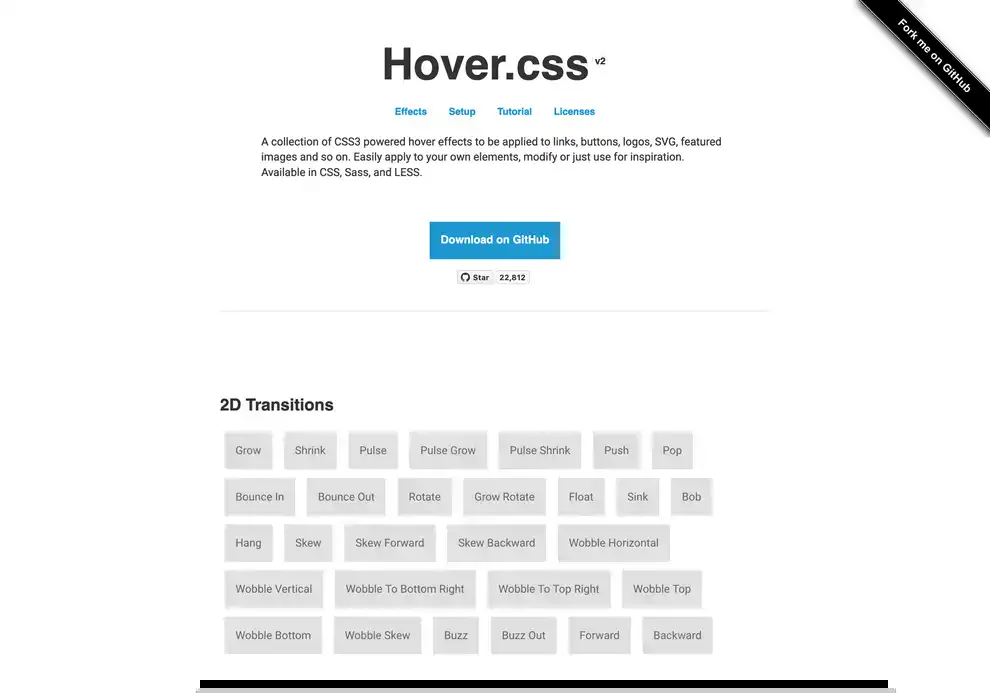 Fork me on GitHub
Hover.css v2
Effects Setup Tutorial Licenses
A collection of CSS3 powered hover effects to be applied to links, buttons, logos, SVG, featured
images and so on. Easily apply to your own elements, modify or just use for inspiration.
Available in CSS, Sass, and LESS.
Download on GitHub
Star 22,812
2D Transitions
Grow Shrink Pulse Pulse Grow Pulse Shrink Push Pop
Bounce In Bounce Out Rotate Grow Rotate Float Sink Bob
Hang Skew Skew Forward Skew Backward Wobble Horizontal
Wobble Vertical Wobble To Bottom Right Wobble To Top Right Wobble Top
Wobble Bottom Wobble Skew Buzz Buzz Out Forward Backward